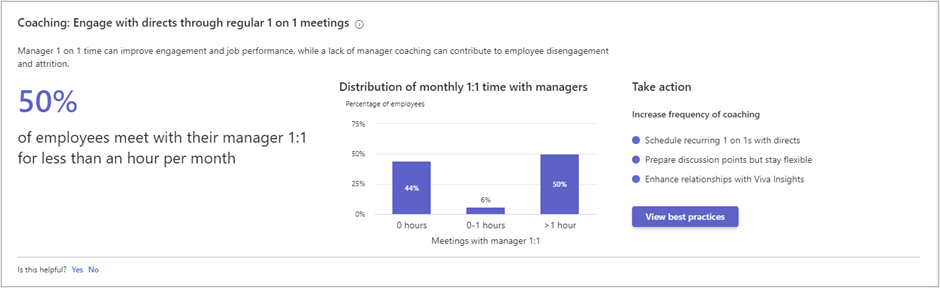 Coaching: Engage with directs through regular 1 on 1 meetings
Manager 1 on 1 time can improve engagement and job performance, while a lack of manager coaching can contribute to employee disengagement
and attrition.
50%
of employees meet with their manager 1:1
for less than an hour per month
Distribution of monthly 1:1 time with managers
Percentage of employees
75%
50%
25%
0%
44%
6%
50%
0 hours
0-1 hours
>1 hour
Meetings with manager 1:1
Take action
Increase frequency of coaching
Schedule recurring 1 on 1s with directs
Prepare discussion points but stay flexible
Enhance relationships with Viva Insights
View best practices
Is this helpful? Yes No